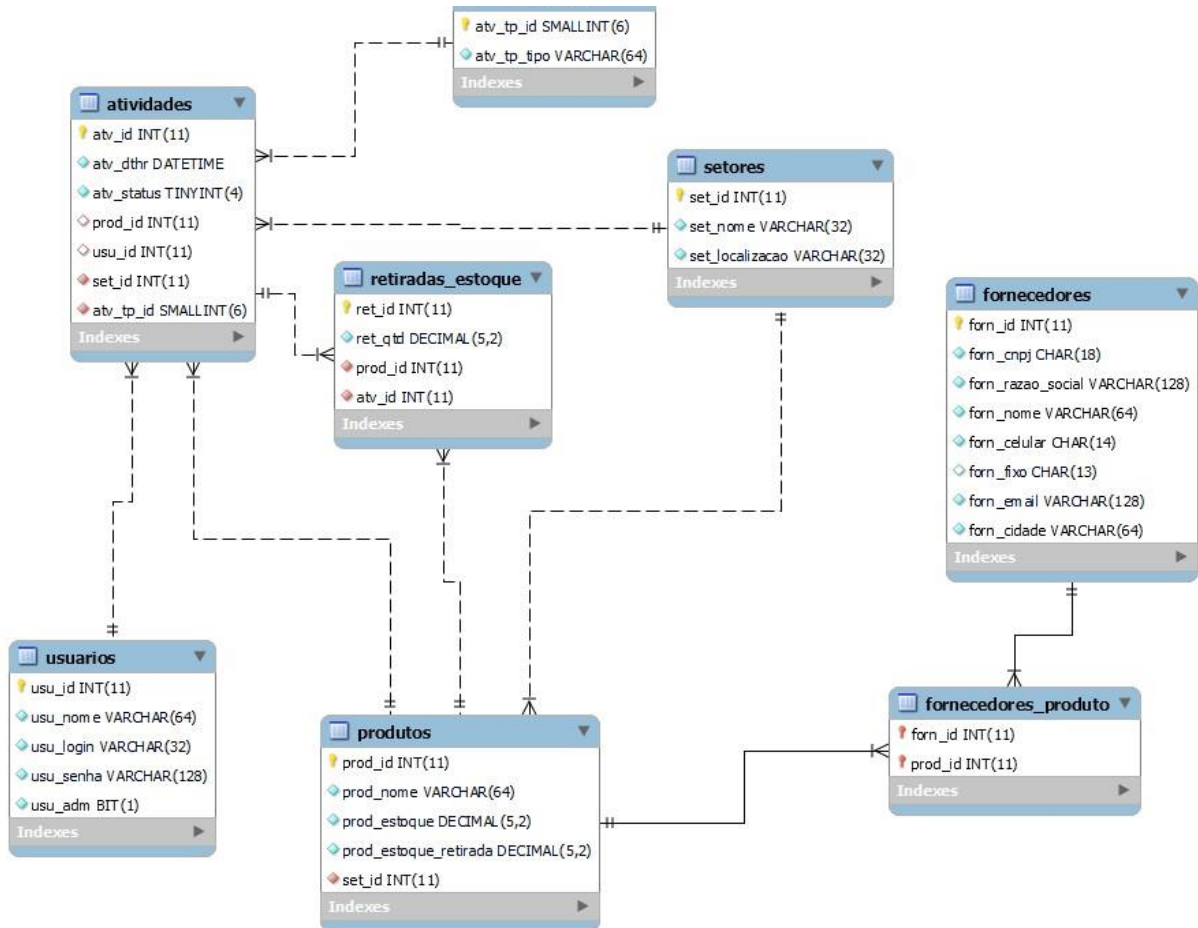 atv_tp_id SMALLINT(6)
atv_tp_tipo VARCHAR(64)
Indexes
atividades
atv_id INT(11)
atv_dthr DATETIME
atv_status TINYINT(4)
prod_id INT(11)
usu_id INT(11)
set_id INT(11)
atv_tp_id SMALLINT(6)
Indexes
setores
set_id INT(11)
set_nome VARCHAR(32)
set_localizacao VARCHAR(32)
Indexes
retiradas_estoque
ret_id INT(11)
ret_qtd DECIMAL(5,2)
prod_id INT(11)
atv_id INT(11)
Indexes
fornecedores
forn_id INT(11)
forn_cnpj CHAR(18)
forn_razao_social VARCHAR(128)
forn_nome VARCHAR(64)
forn_celular CHAR(14)
forn_fixo CHAR(13)
forn_email VARCHAR(128)
forn_cidade VARCHAR(64)
Indexes
usuarios
usu_id INT(11)
usu_nome VARCHAR(64)
usu_login VARCHAR(32)
usu_senha VARCHAR(128)
usu_adm BIT(1)
Indexes
produtos
prod_id INT(11)
prod_nome VARCHAR(64)
prod_estoque DECIMAL(5,2)
prod_estoque_retirada DECIMAL(5,2)
set_id INT(11)
Indexes
fornecedores_produto
forn_id INT(11)
prod_id INT(11)
Indexes